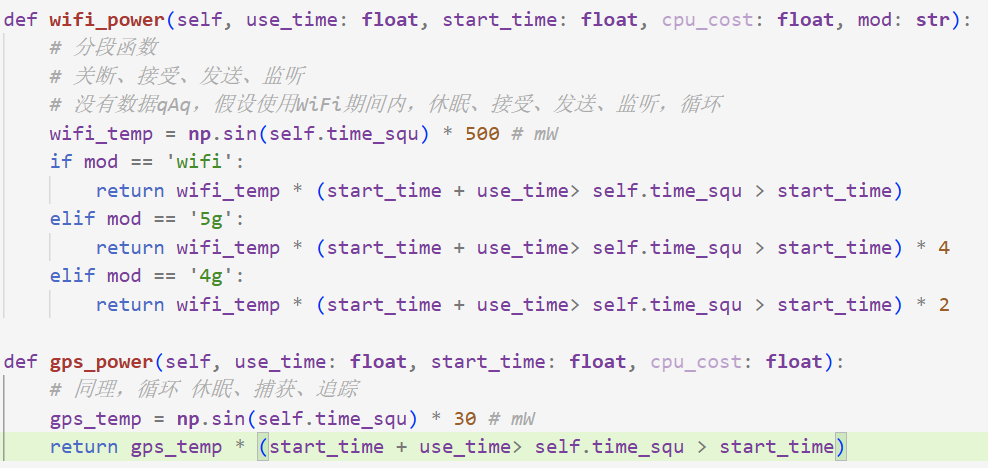 def wifi_power(self, use_time: float, start_time: float, cpu_cost: float, mod: str):
    # 分段函数
    # 关断、接受、发送、监听
    # 没有数据qAq，假设使用WiFi期间内，休眠、接受、发送、监听，循环
    wifi_temp = np.sin(self.time_squ) * 500 # mW
    if mod == 'wifi':
        return wifi_temp * (start_time + use_time> self.time_squ > start_time)
    elif mod == '5g':
        return wifi_temp * (start_time + use_time> self.time_squ > start_time) * 4
    elif mod == '4g':
        return wifi_temp * (start_time + use_time> self.time_squ > start_time) * 2
def gps_power(self, use_time: float, start_time: float, cpu_cost: float):
    # 同理，循环 休眠、捕获、追踪
    gps_temp = np.sin(self.time_squ) * 30 # mW
    return gps_temp * (start_time + use_time> self.time_squ > start_time)